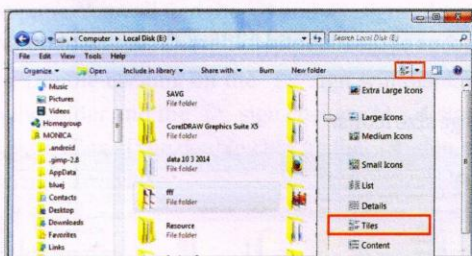 Computer ▸ Local Disk (E:) ▸
Search Local Disk (E:)
File Edit View Tools Help
Organize Open Include in library Share with Burn New folder
Music
Pictures
Videos
Homegroup
MONICA
.android
.gimp-2.8
AppData
bluej
Contacts
Desktop
Downloads
Favorites
Links
SAVG
File folder
CorelDRAW Graphics Suite X5
File folder
data 10 3 2014
File folder
fff
File folder
Resource
File folder
Extra Large Icons
Large Icons
Medium Icons
Small Icons
List
Details
Tiles
Content